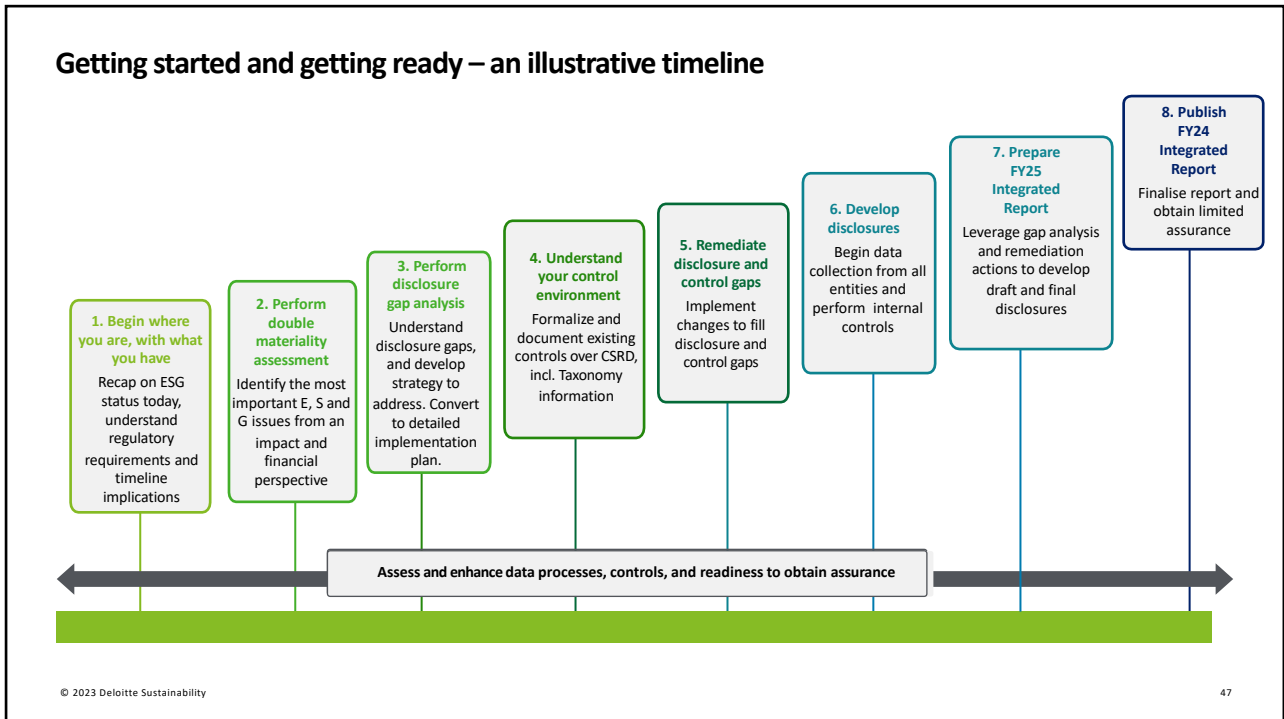 Getting started and getting ready – an illustrative timeline
1. Begin where
you are, with what
you have
Recap on ESG
status today,
understand
regulatory
requirements and
timeline
implications
2. Perform
double
materiality
assessment
Identify the most
important E, S and
G issues from an
impact and
financial
perspective
3. Perform
disclosure
gap analysis
Understand
disclosure gaps,
and develop
strategy to
address. Convert
to detailed
implementation
plan.
4. Understand
your control
environment
Formalize and
document existing
controls over CSRD,
incl. Taxonomy
information
5. Remediate
disclosure and
control gaps
Implement
changes to fill
disclosure and
control gaps
6. Develop
disclosures
Begin data
collection from all
entities and
perform internal
controls
7. Prepare
FY25
Integrated
Report
Leverage gap analysis
and remediation
actions to develop
draft and final
disclosures
8. Publish
FY24
Integrated
Report
Finalise report and
obtain limited
assurance
Assess and enhance data processes, controls, and readiness to obtain assurance
© 2023 Deloitte Sustainability
47